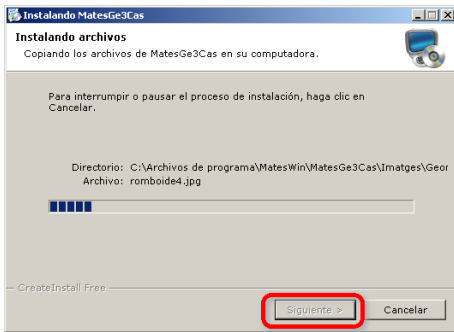 Instalando MatesGe3Cas
Instalando archivos
Copiando los archivos de MatesGe3Cas en su computadora.
Para interrumpir o pausar el proceso de instalación, haga clic en
Cancelar.
Directorio: C:\Archivos de programa\MatesWin\MatesGe3Cas\Imatges\Geor
Archivo: romboide4.jpg
CreateInstall Free
Siguiente >
Cancelar